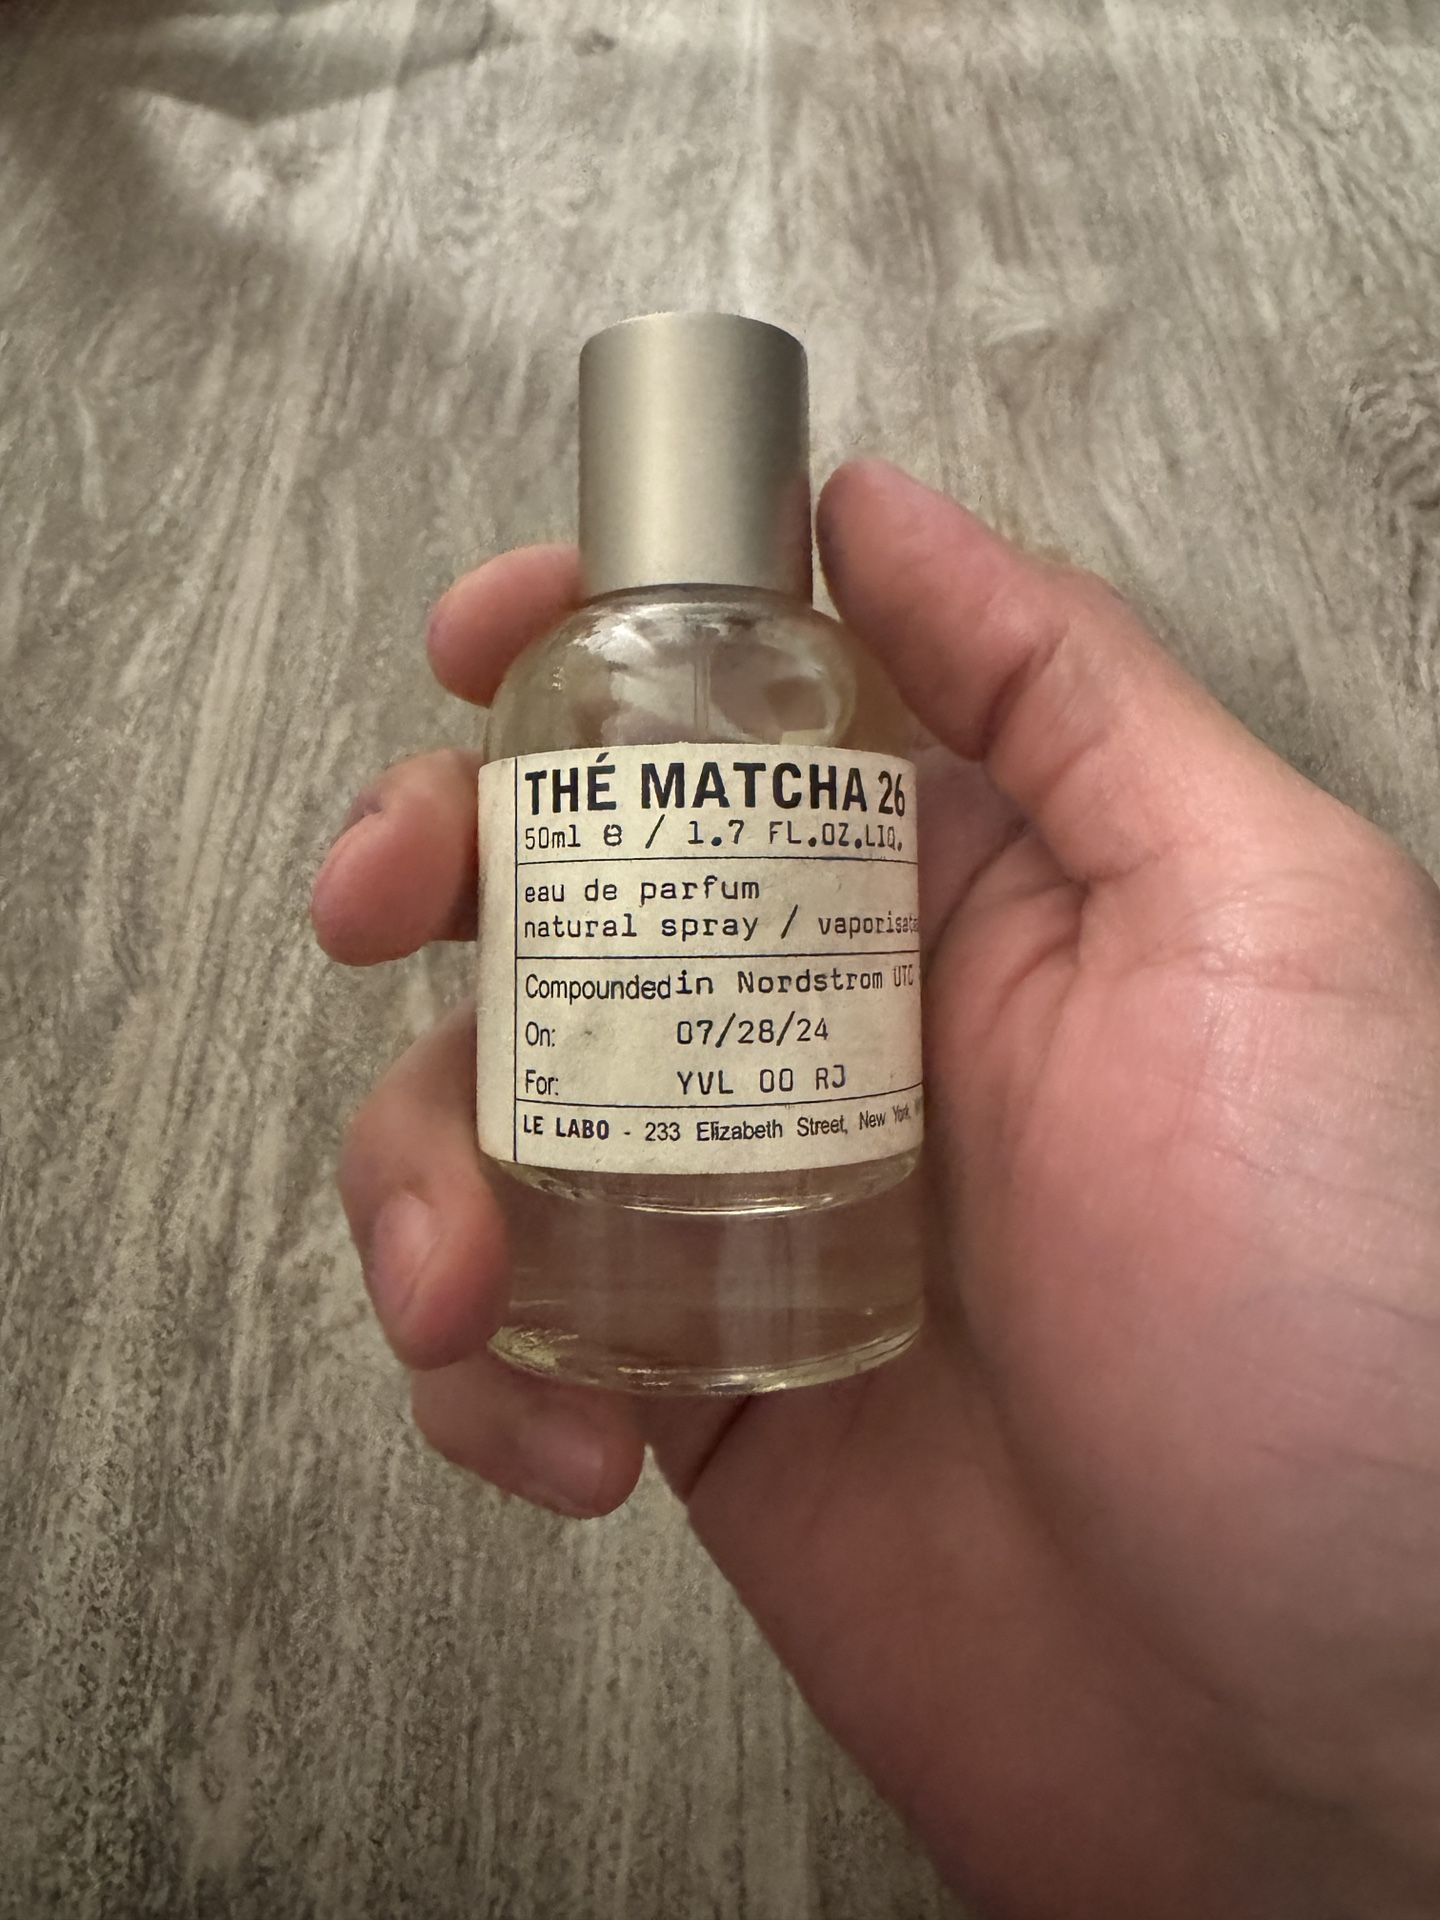 THÉ MATCHA 26
50ml e / 1.7 FL.OZ.LIQ.
eau de parfum
natural spray /
Compounded in Nordstrom UTC
On: 07/28/24
For: YVL 00 RJ
LE LABO - 233 Elizabeth Street, New York,